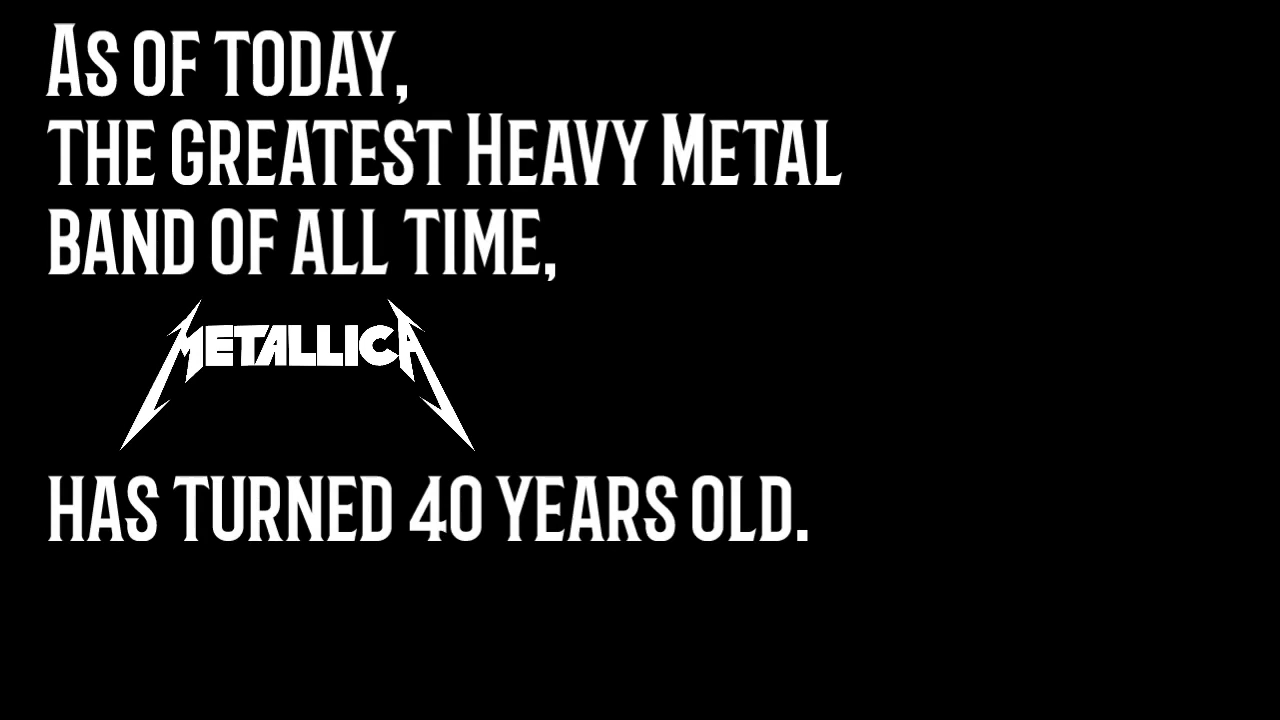 As of today,
the greatest Heavy Metal
band of all time,
METALLICA
has turned 40 years old.